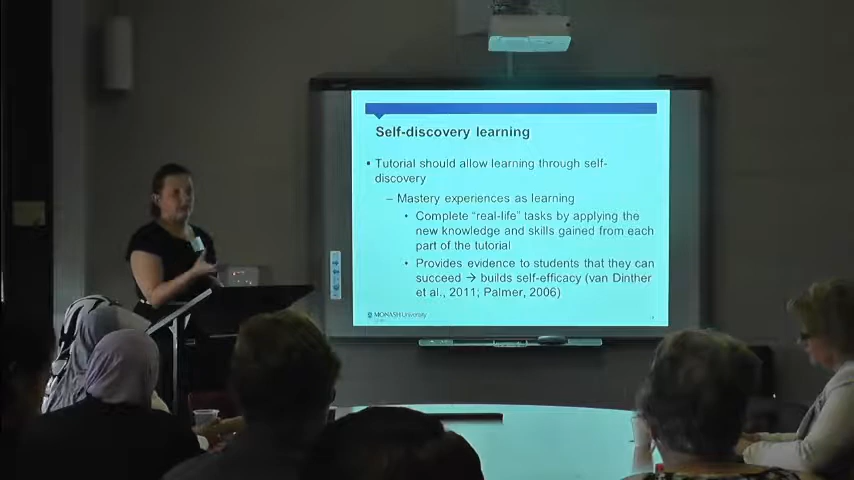 Self-discovery learning
▪ Tutorial should allow learning through self-
discovery
– Mastery experiences as learning
• Complete “real-life” tasks by applying the
new knowledge and skills gained from each
part of the tutorial
• Provides evidence to students that they can
succeed → builds self-efficacy (van Dinther
et al., 2011; Palmer, 2006)
MONASH University